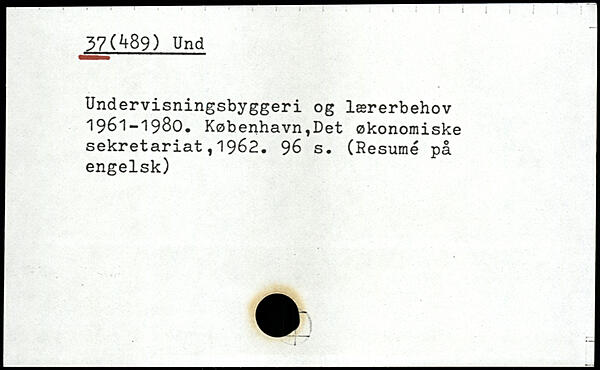 37(489) Und
Undervisningsbyggeri og lærerbehov
1961-1980. København,Det økonomiske
sekretariat,1962. 96 s. (Resumé på
engelsk)